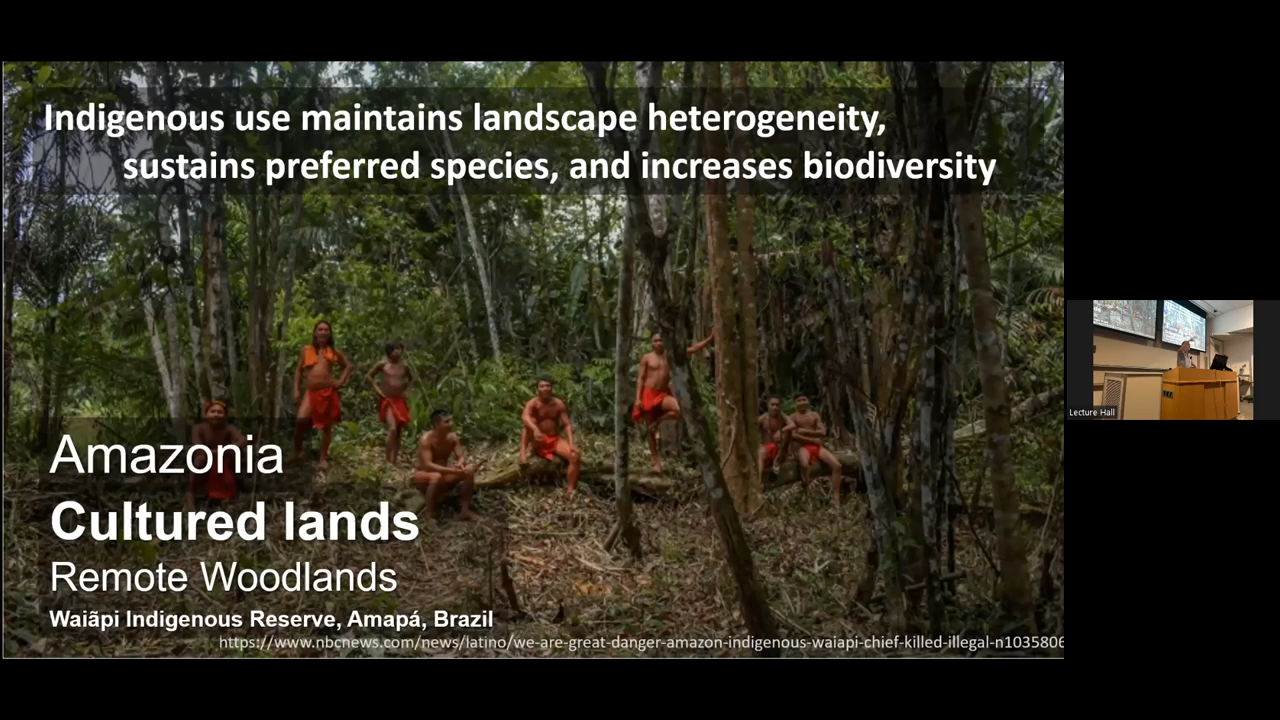 Indigenous use maintains landscape heterogeneity,
sustains preferred species, and increases biodiversity
Amazonia
Cultured lands
Remote Woodlands
Waiãpi Indigenous Reserve, Amapá, Brazil
https://www.nbcnews.com/news/latino/we-are-great-danger-amazon-indigenous-waiapi-chief-killed-illegal-n1035806
Lecture Hall